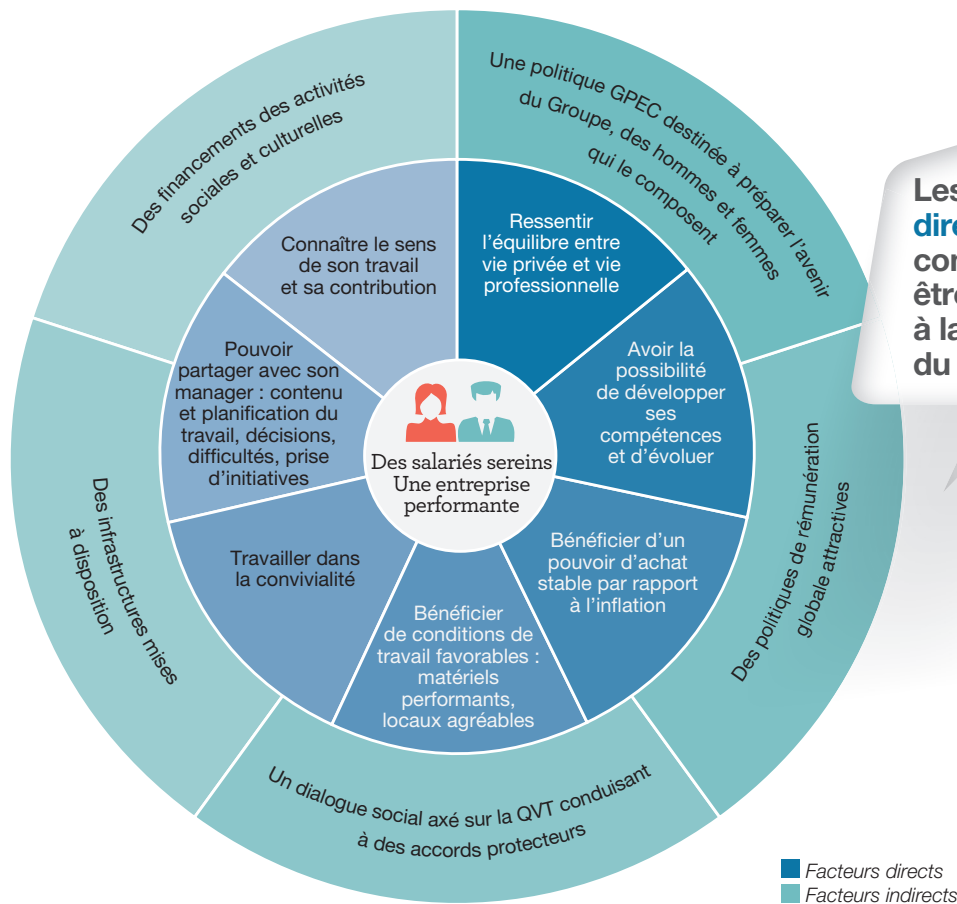 Des financements des activités
sociales et culturelles
Une politique GPEC destinée à préparer l'avenir
du Groupe, des hommes et femmes
qui le composent
Connaître le sens
de son travail
et sa contribution
Ressentir
l'équilibre entre
vie privée et vie
professionnelle
Pouvoir
partager avec son
manager : contenu
et planification du
travail, décisions,
difficultés, prise
d'initiatives
Avoir la
possibilité
de développer
ses
compétences
et d'évoluer
Des salariés sereins
Une entreprise
performante
Travailler dans
la convivialité
Bénéficier d'un
pouvoir d'achat
stable par rapport
à l'inflation
Bénéficier
de conditions de
travail favorables :
matériels
performants,
locaux agréables
Des infrastructures mises
à disposition
Des politiques de rémunération
globale attractives
Un dialogue social axé sur la QVT conduisant
à des accords protecteurs
Les
être
à la
du
Facteurs directs
Facteurs indirects